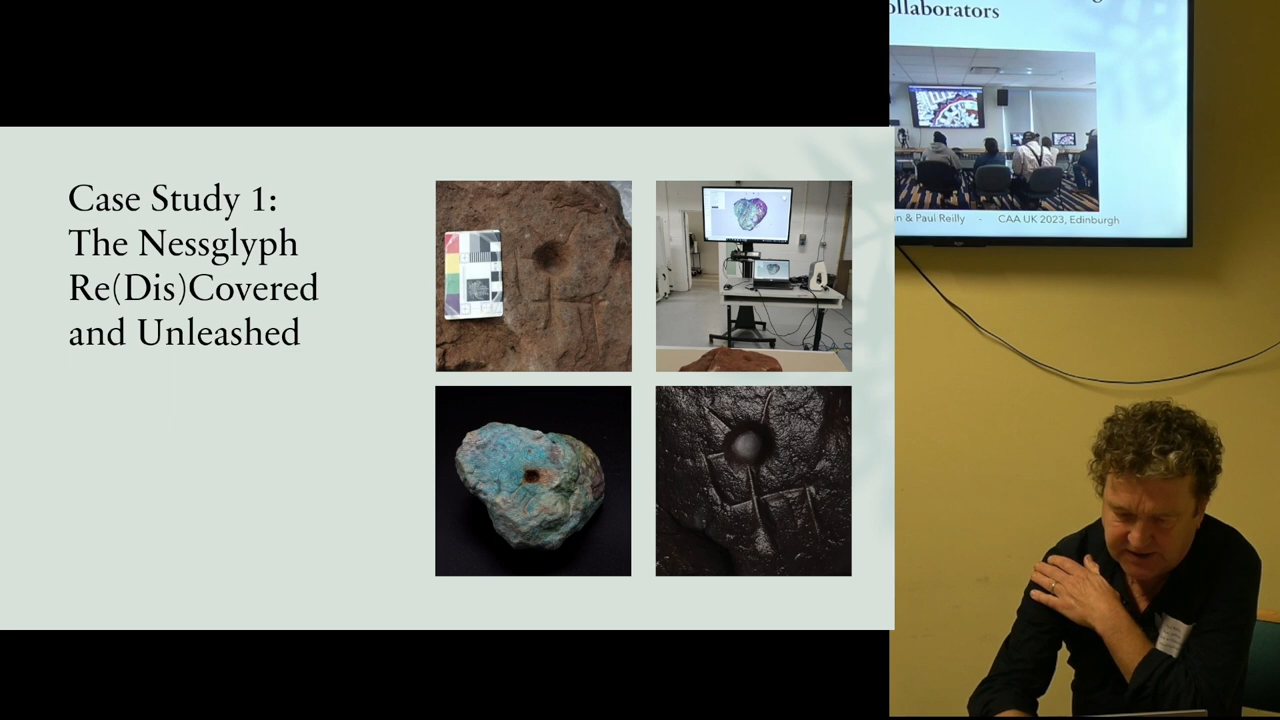 Case Study 1:
The Nessglyph
Re(Dis)Covered
and Unleashed
ollaborators
n & Paul Reilly - CAA UK 2023, Edinburgh